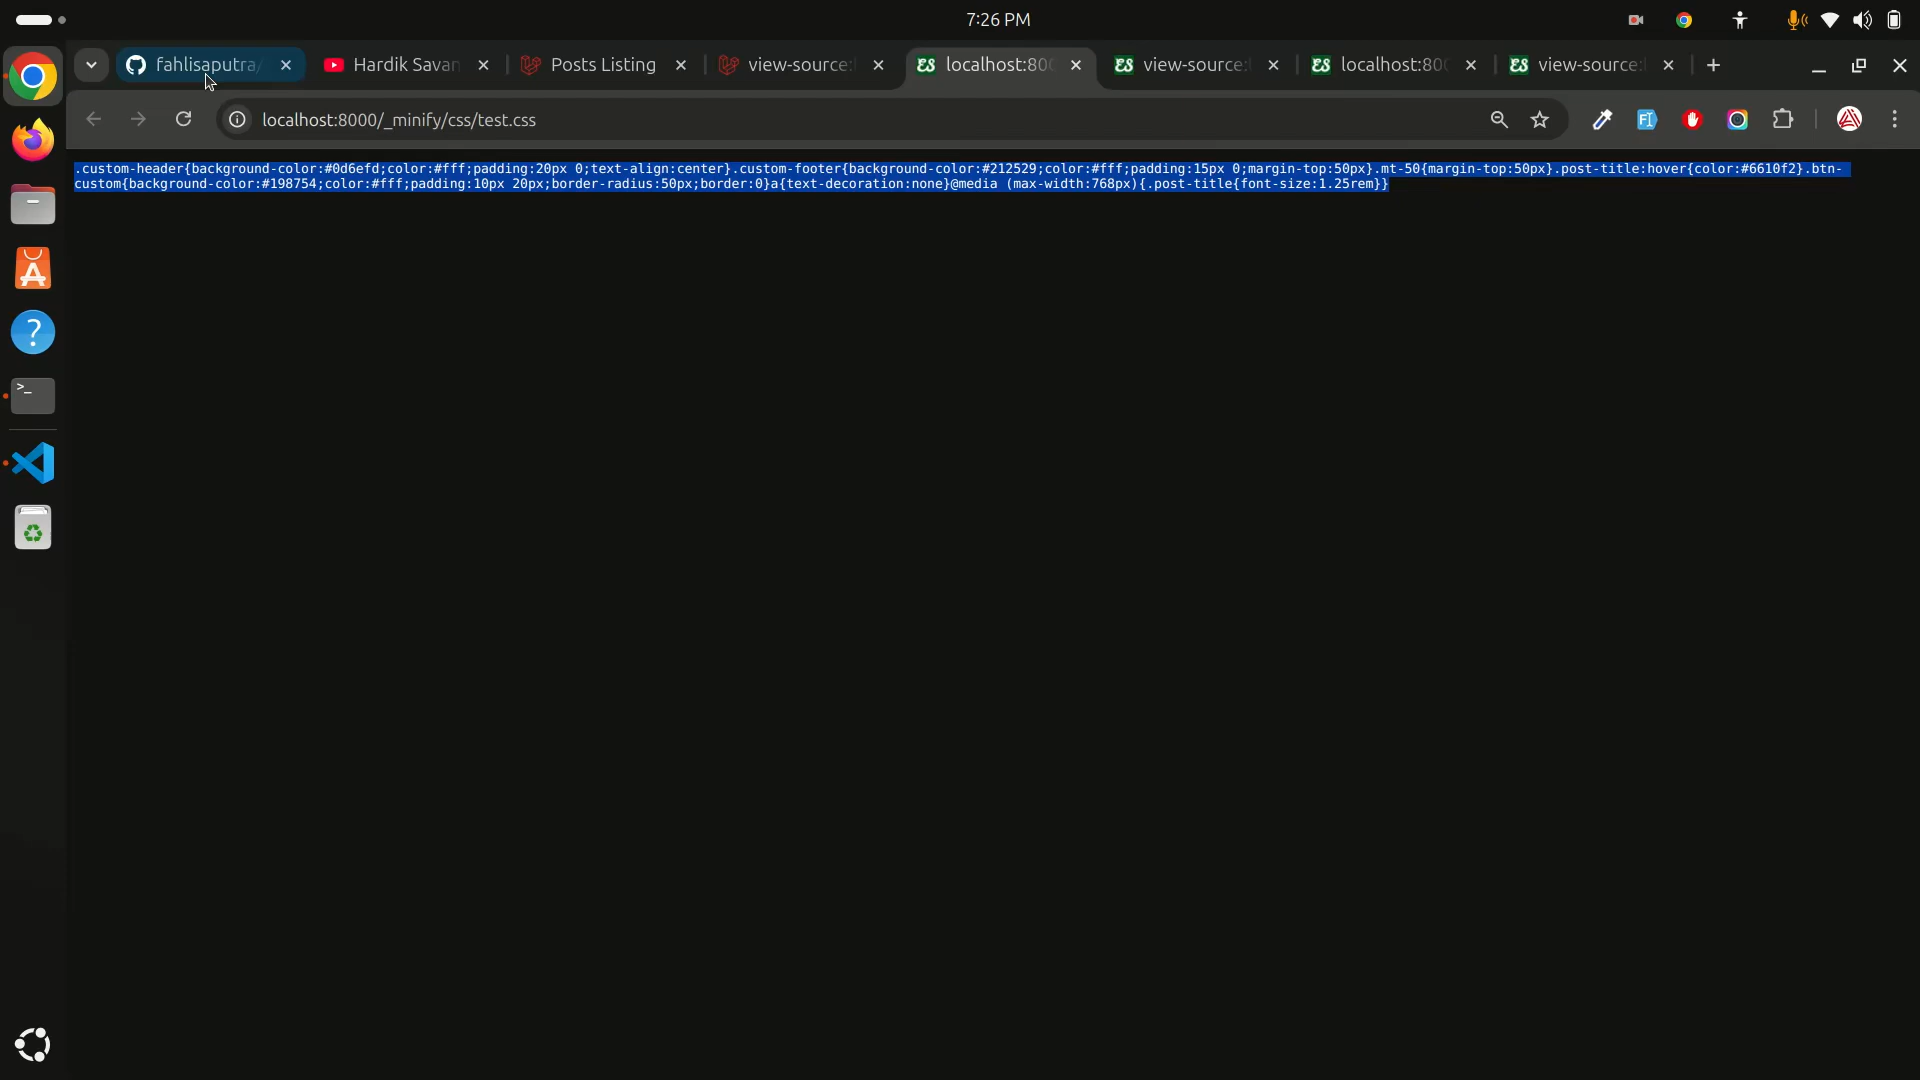 7:26 PM
fahlisaputra/
Hardik Savan
Posts Listing
view-source:
localhost:800
view-source:
localhost:800
view-source:
localhost:8000/_minify/css/test.css
.custom-header{background-color:#0d6efd;color:#fff;padding:20px 0;text-align:center}.custom-footer{background-color:#212529;color:#fff;padding:15px 0;margin-top:50px}.mt-50{margin-top:50px}.post-title:hover{color:#6610f2}.btn-
custom{background-color:#198754;color:#fff;padding:10px 20px;border-radius:50px;border:0}a{text-decoration:none}@media (max-width:768px){.post-title{font-size:1.25rem}}